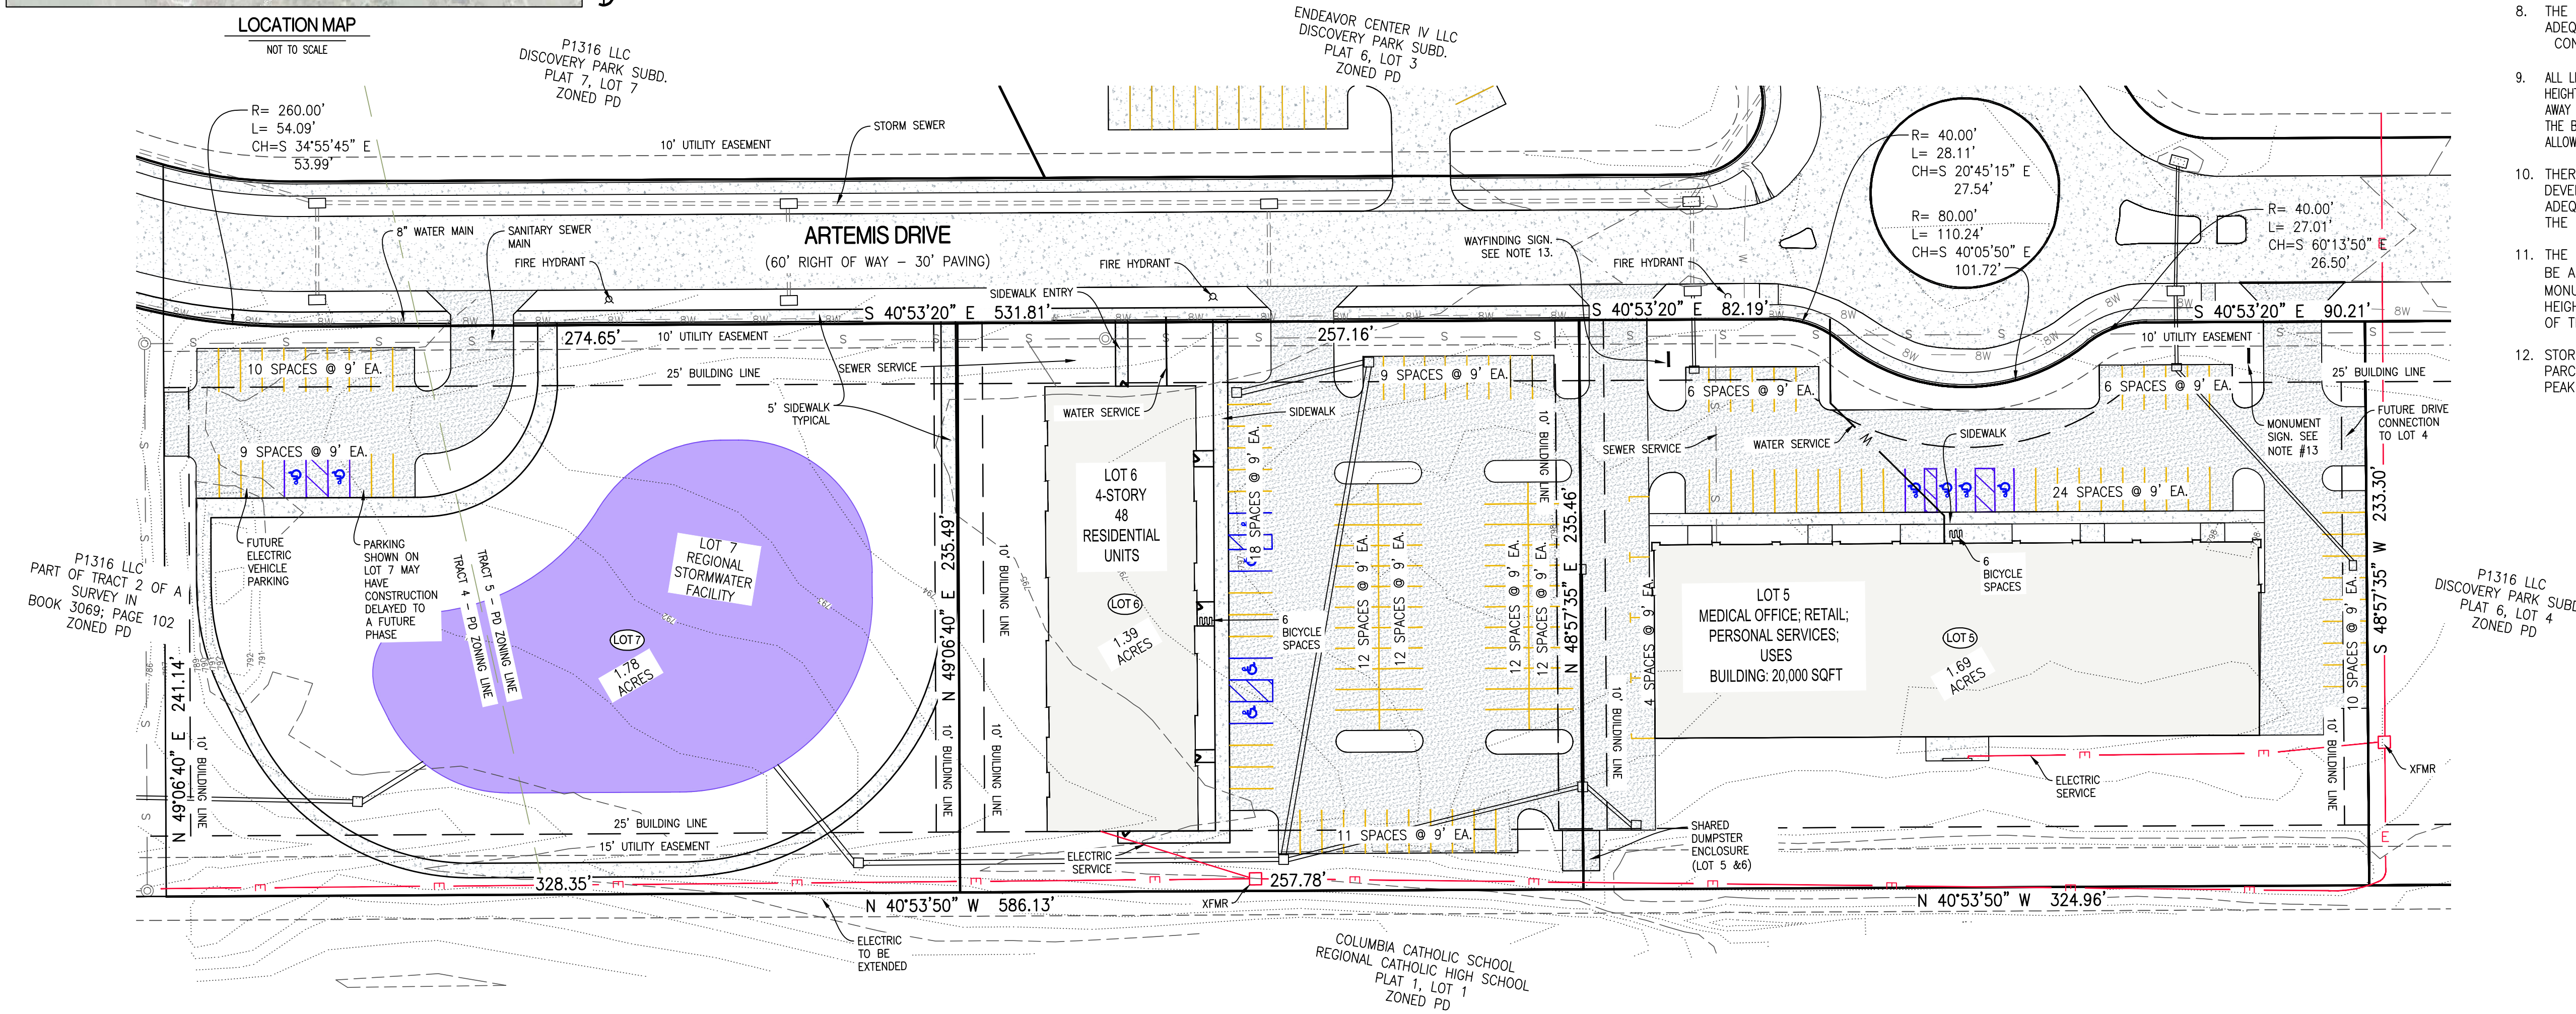 LOCATION MAP
NOT TO SCALE
P1316 LLC
DISCOVERY PARK SUBD.
PLAT 7, LOT 7
ZONED PD
ENDEAVOR CENTER IV LLC
DISCOVERY PARK SUBD.
PLAT 6, LOT 3
ZONED PD
8. THE
ADEQ
CON
9. ALL LI
HEIGHT
AWAY
THE B
ALLOW
10. THER
DEVEL
ADEQ
THE
11. THE
BE A
MONU
HEIGH
OF T
12. STOR
PARC
PEAK
R= 260.00'
L= 54.09'
CH=S 34°55'45" E
53.99'
10' UTILITY EASEMENT
STORM SEWER
R= 40.00'
L= 28.11'
CH=S 20°45'15" E
27.54'
R= 80.00'
L= 110.24'
CH=S 40°05'50" E
101.72'
R= 40.00'
L= 27.01'
CH=S 60°13'50" E
26.50'
8" WATER MAIN
SANITARY SEWER
MAIN
FIRE HYDRANT
ARTEMIS DRIVE
(60' RIGHT OF WAY – 30' PAVING)
FIRE HYDRANT
SIDEWALK ENTRY
WAYFINDING SIGN.
SEE NOTE 13.
FIRE HYDRANT
S 40°53'20" E 531.81'
S 40°53'20" E 82.19'
S 40°53'20" E 90.21'
274.65'
10' UTILITY EASEMENT
257.16'
10' UTILITY EASEMENT
10 SPACES @ 9' EA.
25' BUILDING LINE
SEWER SERVICE
9 SPACES @ 9' EA.
6 SPACES @ 9' EA.
6 SPACES @ 9' EA.
25' BUILDING LINE
5' SIDEWALK
TYPICAL
WATER SERVICE
SIDEWALK
SEWER SERVICE
WATER SERVICE
SIDEWALK
MONUMENT
SIGN. SEE
NOTE #13
FUTURE DRIVE
CONNECTION
TO LOT 4
9 SPACES @ 9' EA.
24 SPACES @ 9' EA.
FUTURE
ELECTRIC
VEHICLE
PARKING
PARKING
SHOWN ON
LOT 7 MAY
HAVE
CONSTRUCTION
DELAYED TO
A FUTURE
PHASE
TRACT 4 - PD ZONING LINE
TRACT 5 - PD ZONING LINE
LOT 7
REGIONAL
STORMWATER
FACILITY
LOT 7
1.78
ACRES
N 49°06'40" E 235.49'
10' BUILDING LINE
10' BUILDING LINE
10' BUILDING LINE
LOT 6
4-STORY
48
RESIDENTIAL
UNITS
LOT 6
1.39
ACRES
18 SPACES @ 9' EA.
6
BICYCLE
SPACES
12 SPACES @ 9' EA.
12 SPACES @ 9' EA.
12 SPACES @ 9' EA.
12 SPACES @ 9' EA.
10' BUILDING LINE
N 48°57'35" E 235.46'
10' BUILDING LINE
4 SPACES @ 9' EA.
6
BICYCLE
SPACES
LOT 5
MEDICAL OFFICE; RETAIL;
PERSONAL SERVICES;
USES
BUILDING: 20,000 SQFT
LOT 5
1.69
ACRES
10 SPACES @ 9' EA.
10' BUILDING LINE
S 48°57'35" W 233.30'
P1316 LLC
DISCOVERY PARK SUBD
PLAT 6, LOT 4
ZONED PD
P1316 LLC
PART OF TRACT 2 OF A
SURVEY IN
BOOK 3069; PAGE 102
ZONED PD
N 49°06'40" E 241.14'
10' BUILDING LINE
25' BUILDING LINE
15' UTILITY EASEMENT
328.35'
ELECTRIC
SERVICE
11 SPACES @ 9' EA.
257.78'
XFMR
SHARED
DUMPSTER
ENCLOSURE
(LOT 5 &6)
ELECTRIC
SERVICE
XFMR
N 40°53'50" W 586.13'
N 40°53'50" W 324.96'
ELECTRIC
TO BE
EXTENDED
COLUMBIA CATHOLIC SCHOOL
REGIONAL CATHOLIC HIGH SCHOOL
PLAT 1, LOT 1
ZONED PD